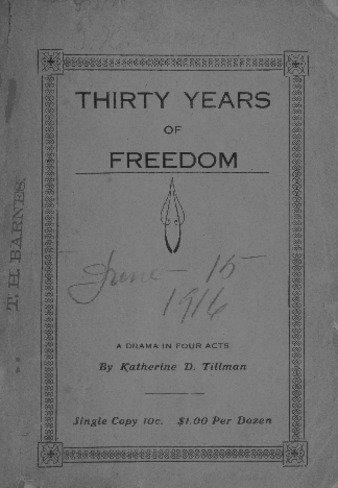 THIRTY YEARS
OF
FREEDOM
T. H. BARNES.
June - 15
1916
A DRAMA IN FOUR ACTS
By Katherine D. Tillman
Single Copy 10c. $1.00 Per Dozen